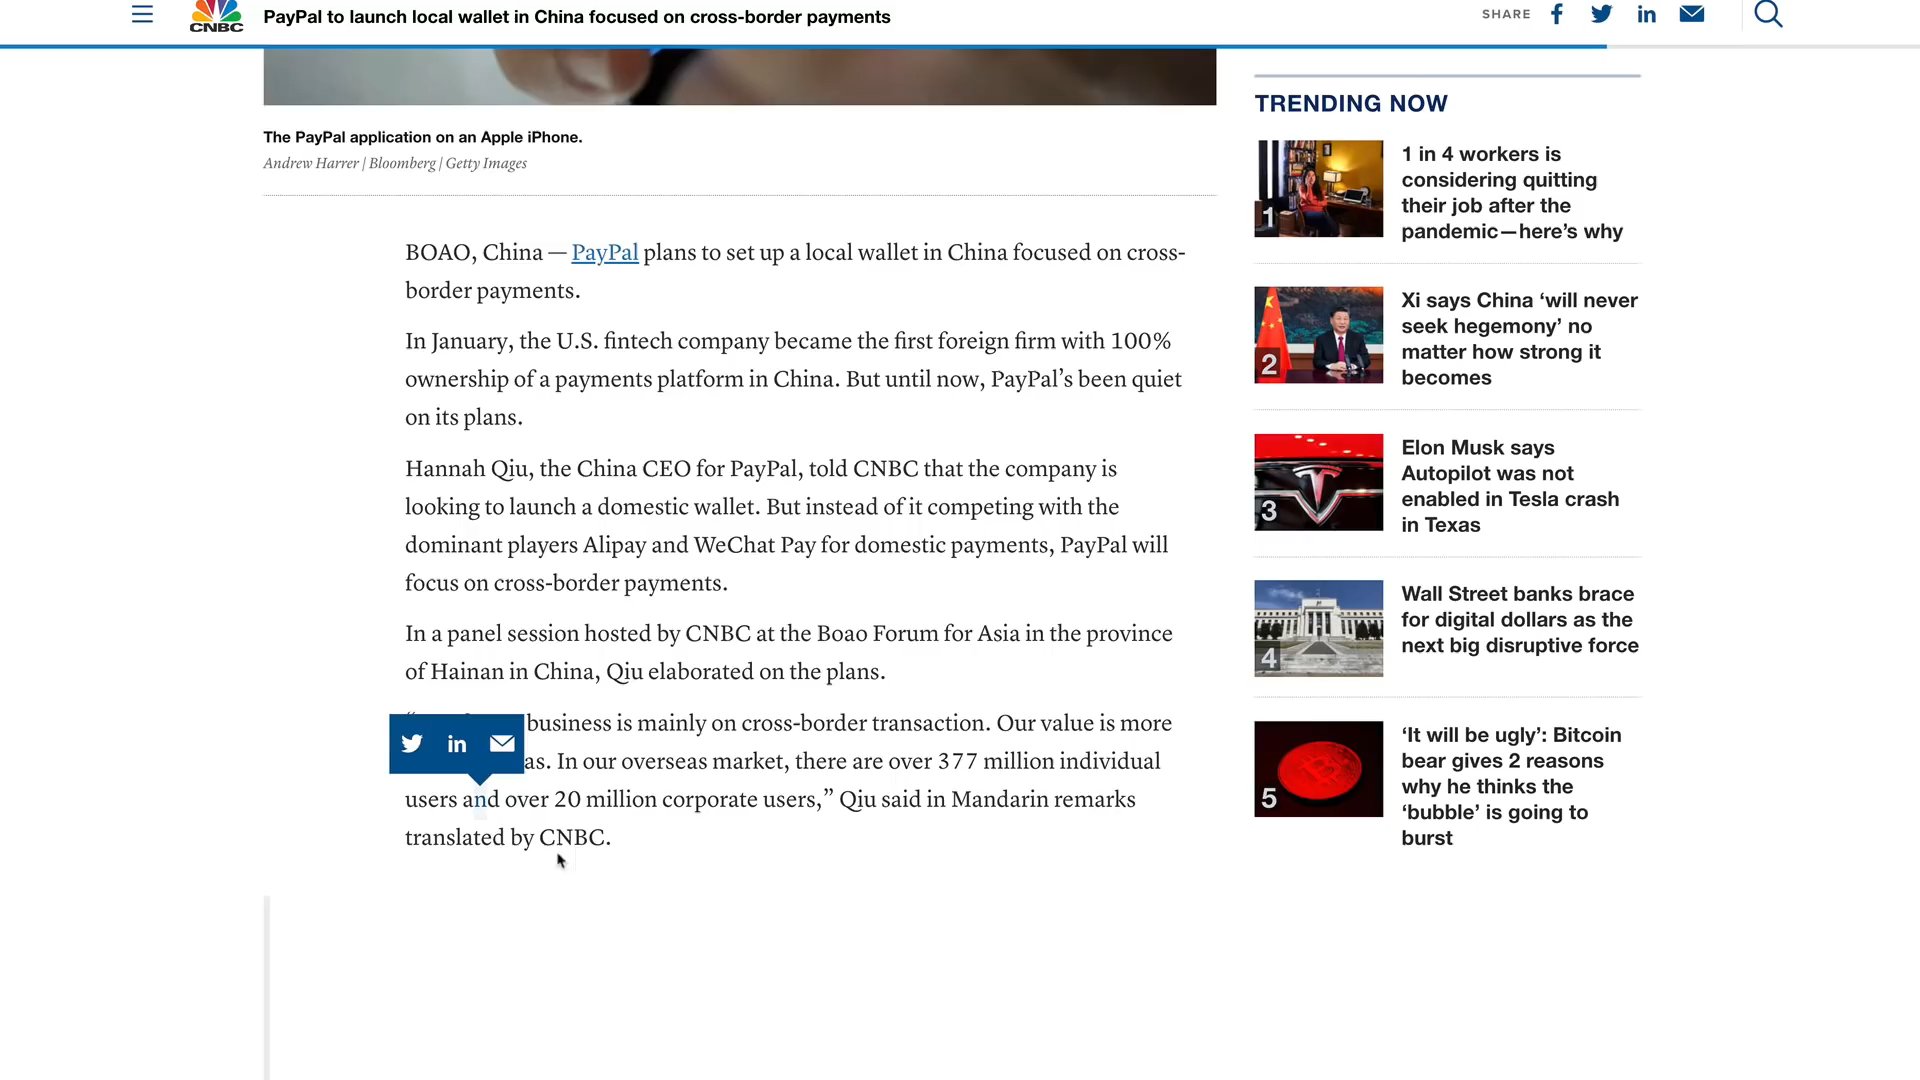 CNBC
PayPal to launch local wallet in China focused on cross-border payments
SHARE
The PayPal application on an Apple iPhone.
Andrew Harrer | Bloomberg | Getty Images
BOAO, China — PayPal plans to set up a local wallet in China focused on cross-
border payments.
In January, the U.S. fintech company became the first foreign firm with 100%
ownership of a payments platform in China. But until now, PayPal’s been quiet
on its plans.
Hannah Qiu, the China CEO for PayPal, told CNBC that the company is
looking to launch a domestic wallet. But instead of it competing with the
dominant players Alipay and WeChat Pay for domestic payments, PayPal will
focus on cross-border payments.
In a panel session hosted by CNBC at the Boao Forum for Asia in the province
of Hainan in China, Qiu elaborated on the plans.
business is mainly on cross-border transaction. Our value is more
as. In our overseas market, there are over 377 million individual
users and over 20 million corporate users,” Qiu said in Mandarin remarks
translated by CNBC.
TRENDING NOW
1
1 in 4 workers is
considering quitting
their job after the
pandemic—here’s why
2
Xi says China ‘will never
seek hegemony’ no
matter how strong it
becomes
3
Elon Musk says
Autopilot was not
enabled in Tesla crash
in Texas
4
Wall Street banks brace
for digital dollars as the
next big disruptive force
5
‘It will be ugly’: Bitcoin
bear gives 2 reasons
why he thinks the
‘bubble’ is going to
burst